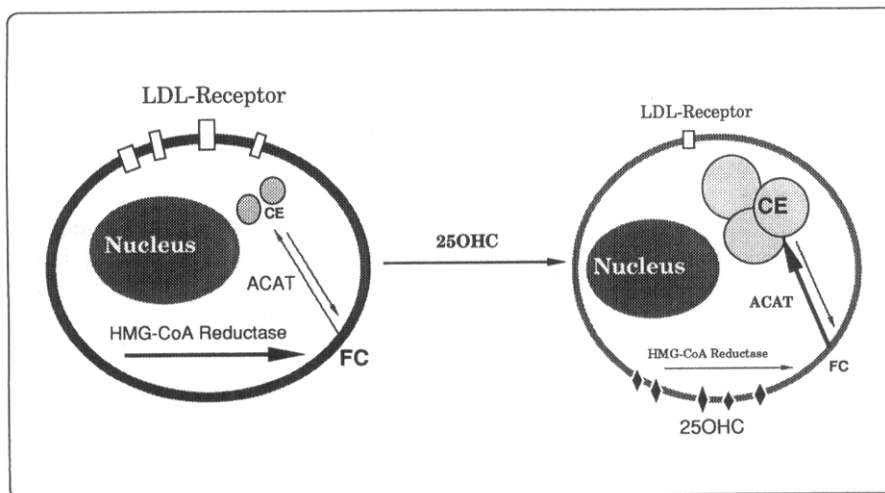 LDL-Receptor
CE
Nucleus
ACAT
HMG-CoA Reductase
FC
25OHC
LDL-Receptor
CE
Nucleus
ACAT
HMG-CoA Reductase
FC
25OHC